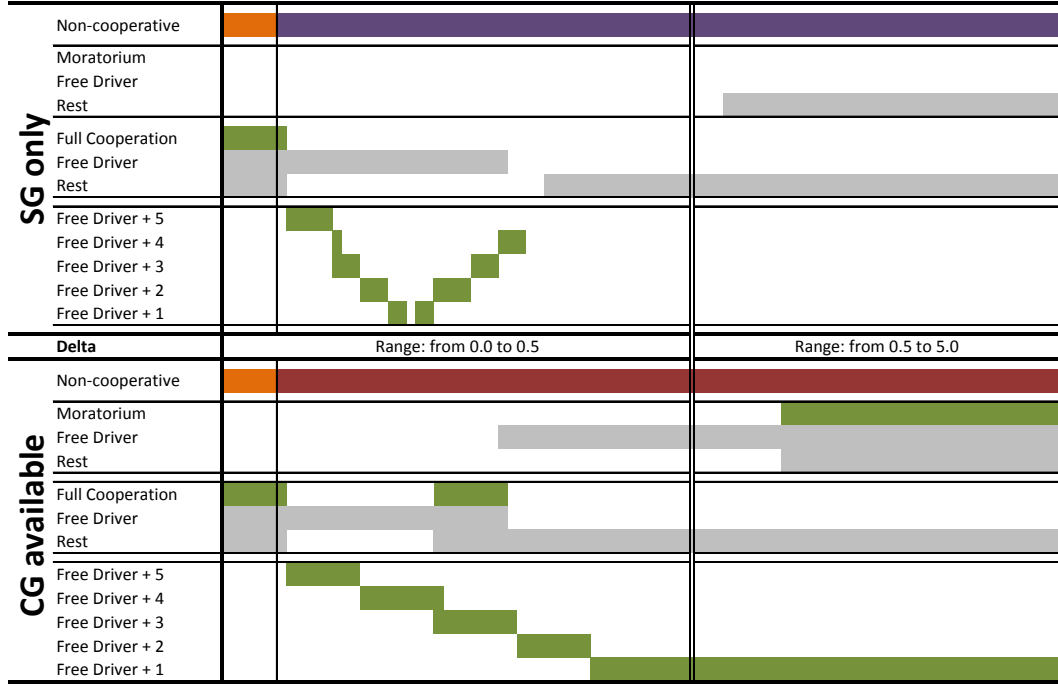 SG only
Non-cooperative
Moratorium
Free Driver
Rest
Full Cooperation
Free Driver
Rest
Free Driver + 5
Free Driver + 4
Free Driver + 3
Free Driver + 2
Free Driver + 1
Delta Range: from 0.0 to 0.5 Range: from 0.5 to 5.0
CG available
Non-cooperative
Moratorium
Free Driver
Rest
Full Cooperation
Free Driver
Rest
Free Driver + 5
Free Driver + 4
Free Driver + 3
Free Driver + 2
Free Driver + 1